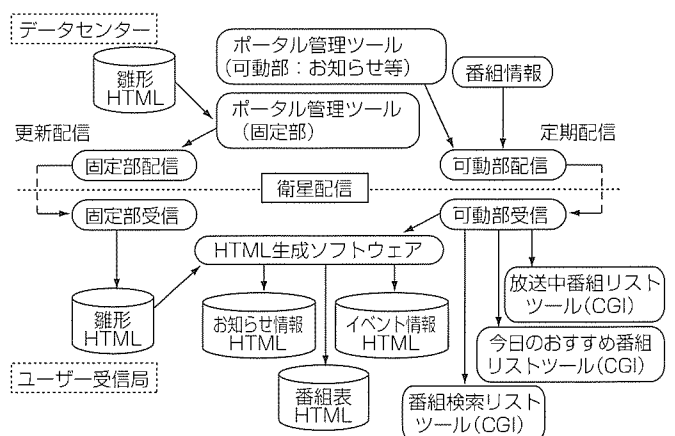 データセンター
雛形
HTML
ポータル管理ツール
(可動部：お知らせ等)
番組情報
ポータル管理ツール
(固定部)
更新配信
定期配信
固定部配信
可動部配信
衛星配信
固定部受信
可動部受信
HTML生成ソフトウェア
雛形
HTML
お知らせ情報
HTML
イベント情報
HTML
放送中番組リスト
ツール(CGI)
今日のおすすめ番組
リストツール(CGI)
ユーザー受信局
番組表
HTML
番組検索リスト
ツール(CGI)